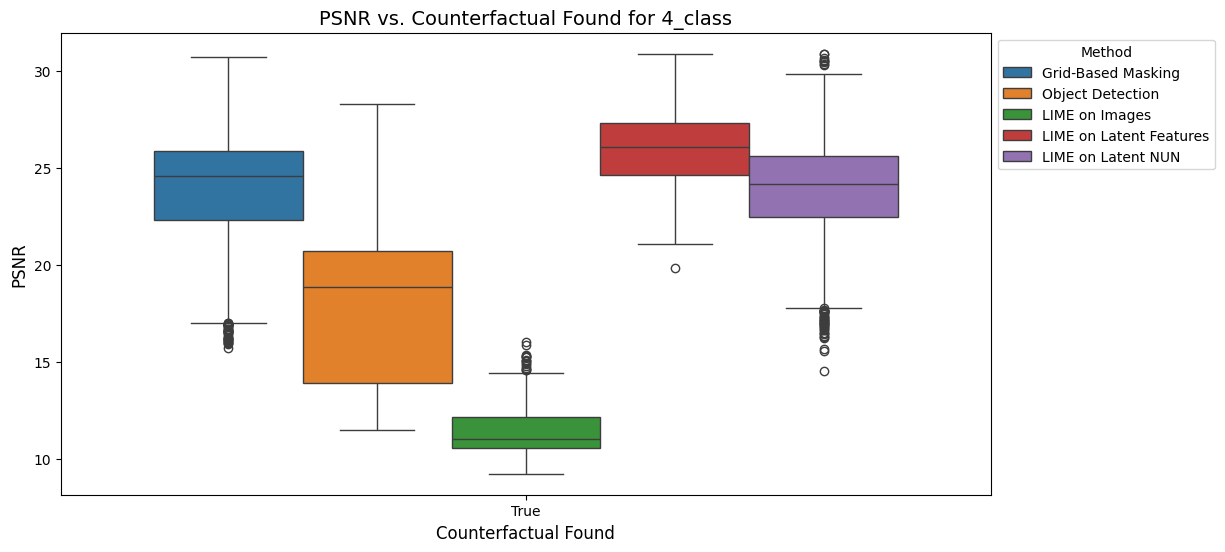 PSNR vs. Counterfactual Found for 4_class
PSNR
30
25
20
15
10
True
Counterfactual Found
Method
Grid-Based Masking
Object Detection
LIME on Images
LIME on Latent Features
LIME on Latent NUN